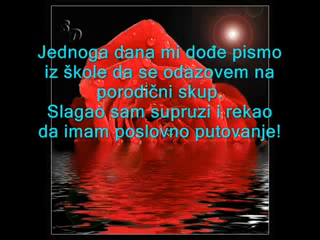 Jednoga dana mi dođe pismo
iz škole da se odazovem na
porodični skup.
Slagao sam supruzi i rekao
da imam poslovno putovanje!